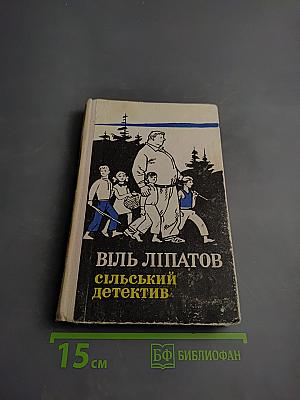 ВІЛЬ ЛІПАТОВ
СІЛЬСЬКИЙ
ДЕТЕКТИВ
15 см
БФ БИБЛИОФАН